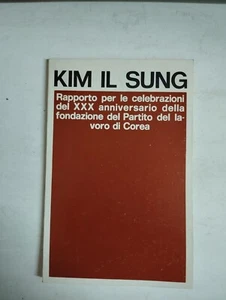 KIM IL SUNG
Rapporto per le celebrazioni
del XXX anniversario della
fondazione del Partito del la-
voro di Corea